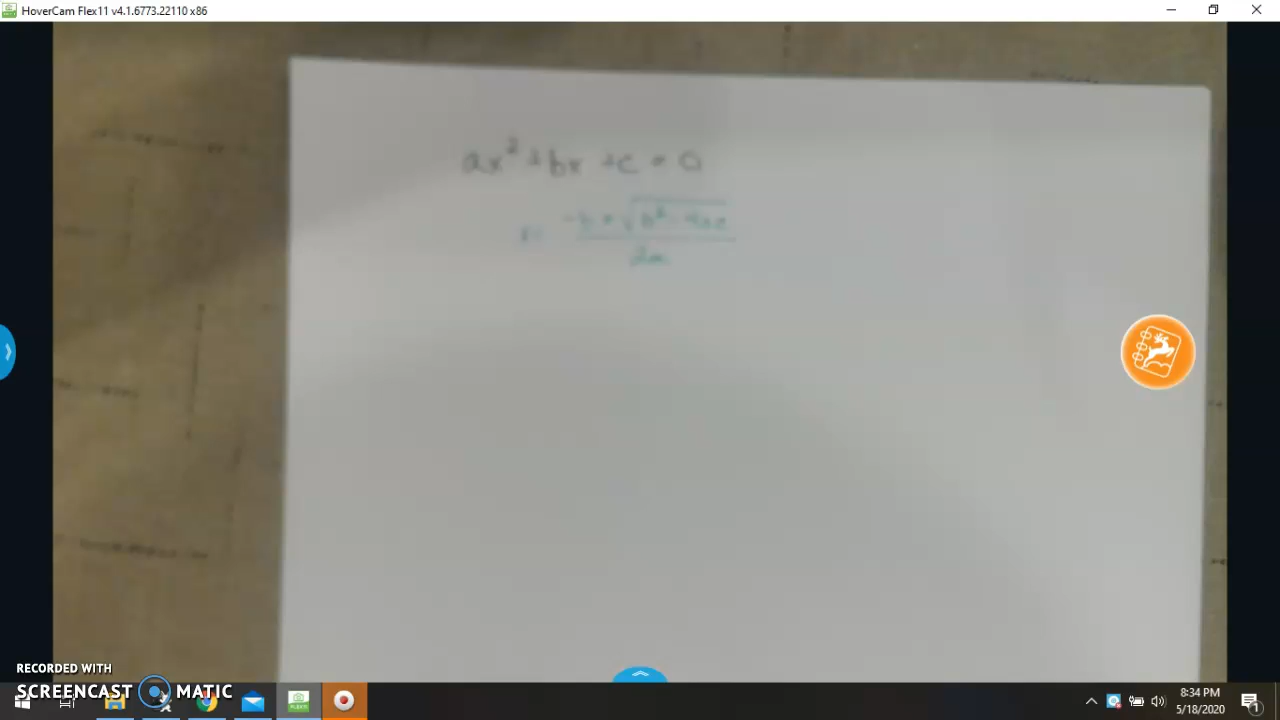 HoverCam Flex11 v4.1.6773.22110 x86
ax² + bx + c = 0
x = -b ± √b² - 4ac
2a
RECORDED WITH
SCREENCAST MATIC
8:34 PM
5/18/2020
1